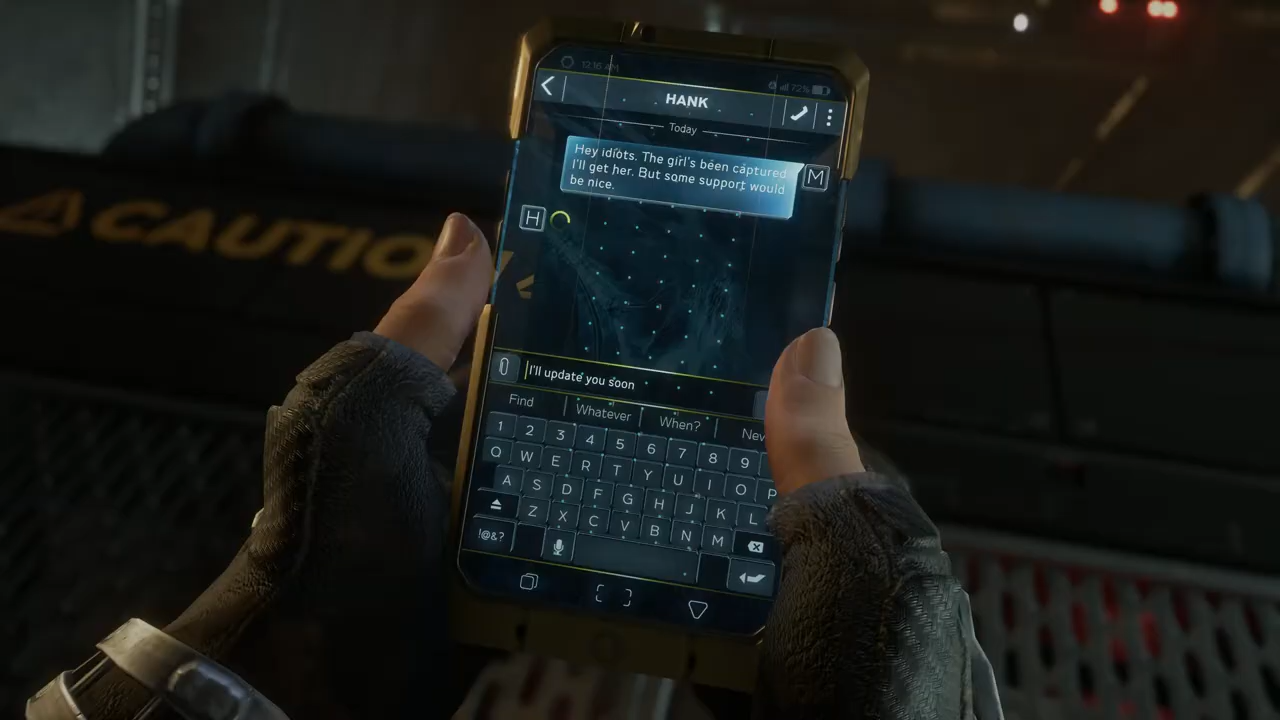 12:16 AM
72%
HANK
Today
Hey idiots. The girl's been captured
I'll get her. But some support would
be nice.
M
H
CAUTION
I'll update you soon
Find Whatever When?
1 2 3 4 5 6 7 8 9
Q W E R T Y U I O P
A S D F G H J K L
Z X C V B N M
!@&?